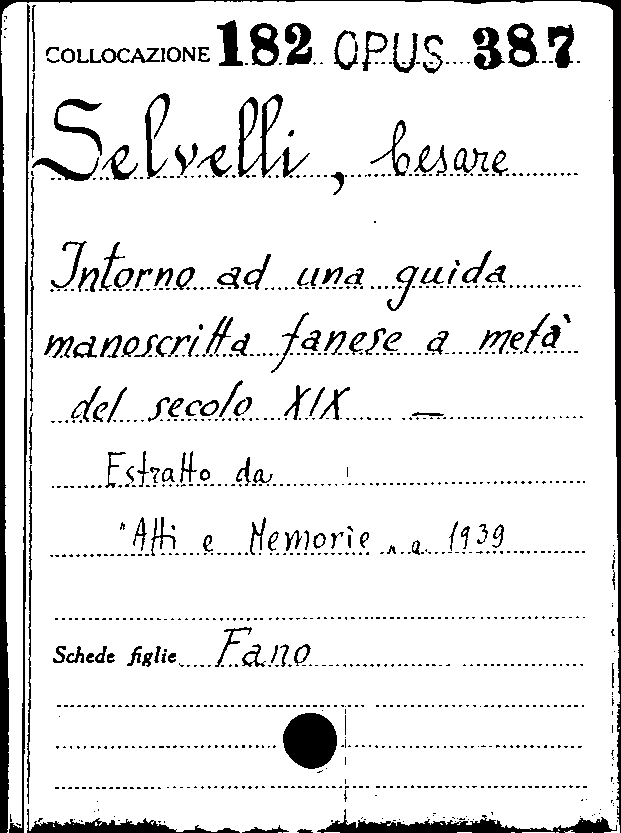 COLLOCAZIONE 182 OPUS 387
Selvelli, Cesare
Intorno ad una guida
manoscritta fanese a metà
del secolo XIX —
Estratto da
"Atti e Memorie" a. 1939
Schede figlie Fano